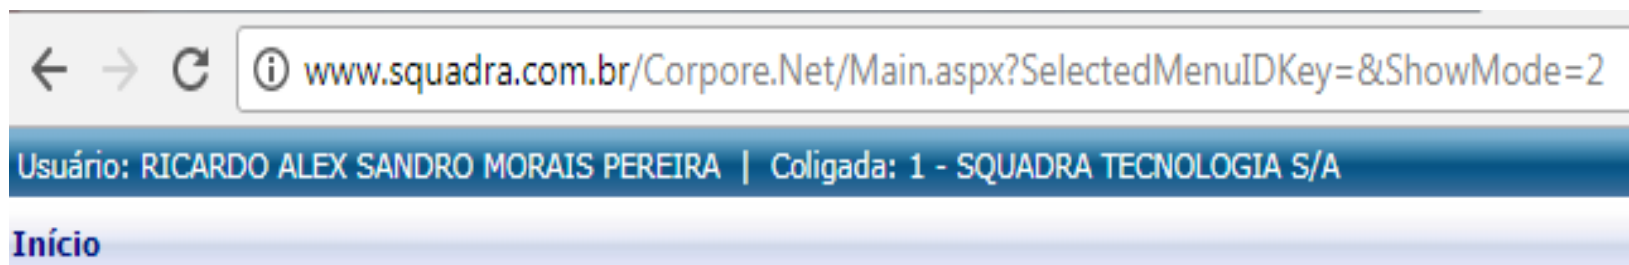 www.squadra.com.br/Corpore.Net/Main.aspx?SelectedMenuIDKey=&ShowMode=2
Usuário: RICARDO ALEX SANDRO MORAIS PEREIRA | Coligada: 1 - SQUADRA TECNOLOGIA S/A
Início